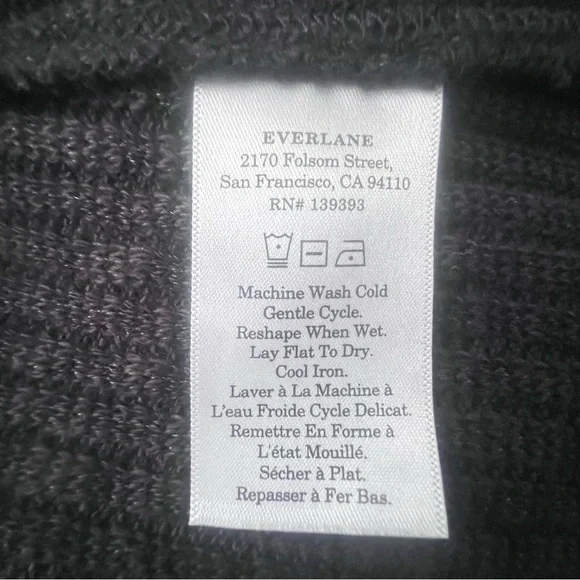 EVERLANE
2170 Folsom Street,
San Francisco, CA 94110
RN# 139393
Machine Wash Cold
Gentle Cycle.
Reshape When Wet.
Lay Flat To Dry.
Cool Iron.
Laver à La Machine à
L'eau Froide Cycle Delicat.
Remettre En Forme à
L'état Mouillé.
Sécher à Plat.
Repasser à Fer Bas.